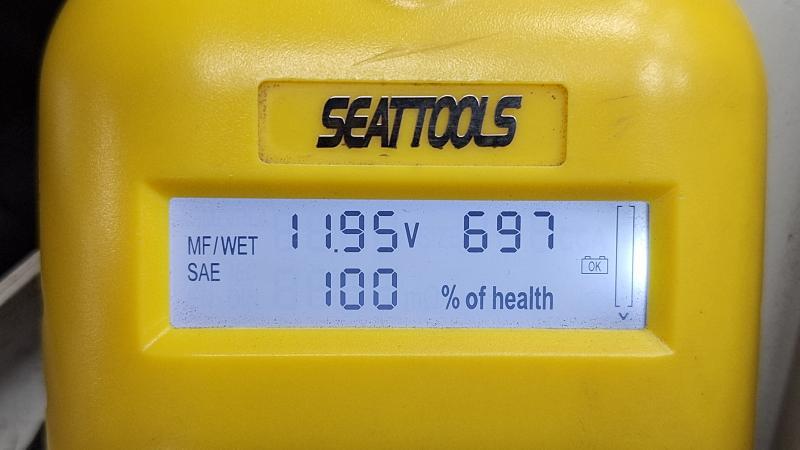 SEATTOOLS
MF/WET 11.95V 697
SAE 100 % of health
OK